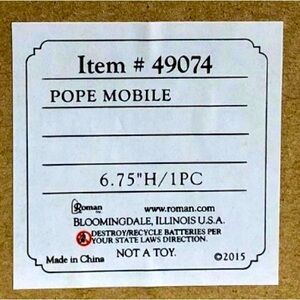 Item # 49074
POPE MOBILE
6.75"H/1PC
Roman www.roman.com
BLOOMINGDALE, ILLINOIS U.S.A.
DESTROY/RECYCLE BATTERIES PER
YOUR STATE LAWS DIRECTION.
Made in China NOT A TOY. ©2015